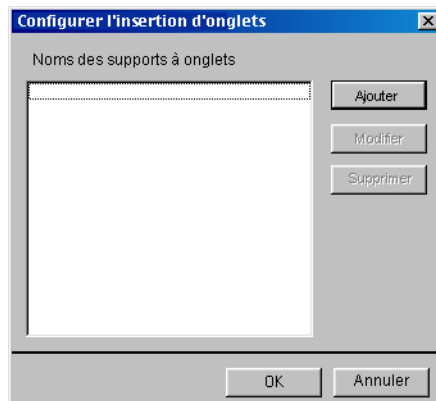 Configurer l'insertion d'onglets
Noms des supports à onglets
Ajouter
Modifier
Supprimer
OK
Annuler